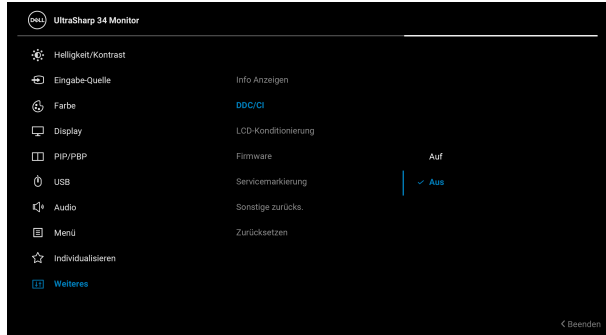 DELL
UltraSharp 34 Monitor
Helligkeit/Kontrast
Eingabe-Quelle
Info Anzeigen
Farbe
DDC/CI
Display
LCD-Konditionierung
PIP/PBP
Firmware
Auf
USB
Servicemarkierung
Aus
Audio
Sonstige zurücks.
Menü
Zurücksetzen
Individualisieren
Weiteres
Beenden